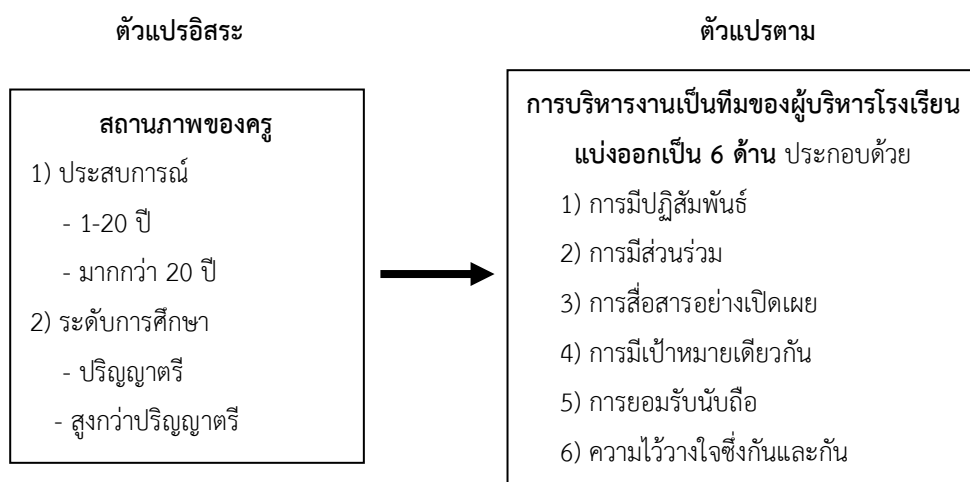 ตัวแปรอิสระ
สถานภาพของครู
1) ประสบการณ์
- 1-20 ปี
- มากกว่า 20 ปี
2) ระดับการศึกษา
- ปริญญาตรี
- สูงกว่าปริญญาตรี
ตัวแปรตาม
การบริหารงานเป็นทีมของผู้บริหารโรงเรียน
แบ่งออกเป็น 6 ด้าน ประกอบด้วย
1) การมีปฏิสัมพันธ์
2) การมีส่วนร่วม
3) การสื่อสารอย่างเปิดเผย
4) การมีเป้าหมายเดียวกัน
5) การยอมรับนับถือ
6) ความไว้วางใจซึ่งกันและกัน